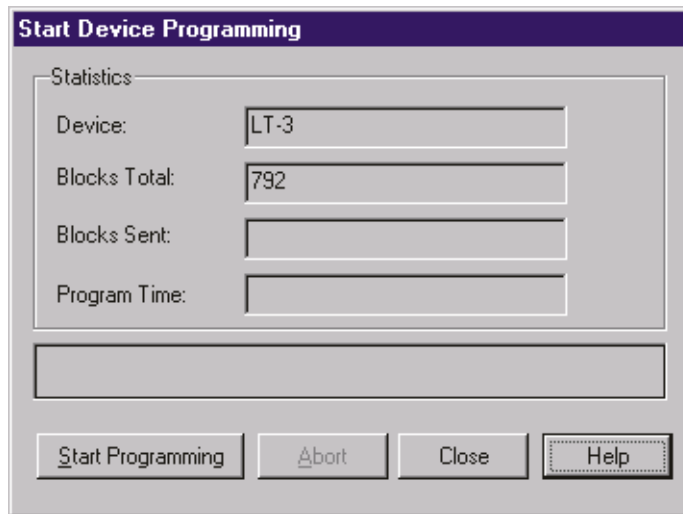 Start Device Programming
Statistics
Device: LT-3
Blocks Total: 792
Blocks Sent:
Program Time:
Start Programming Abort Close Help